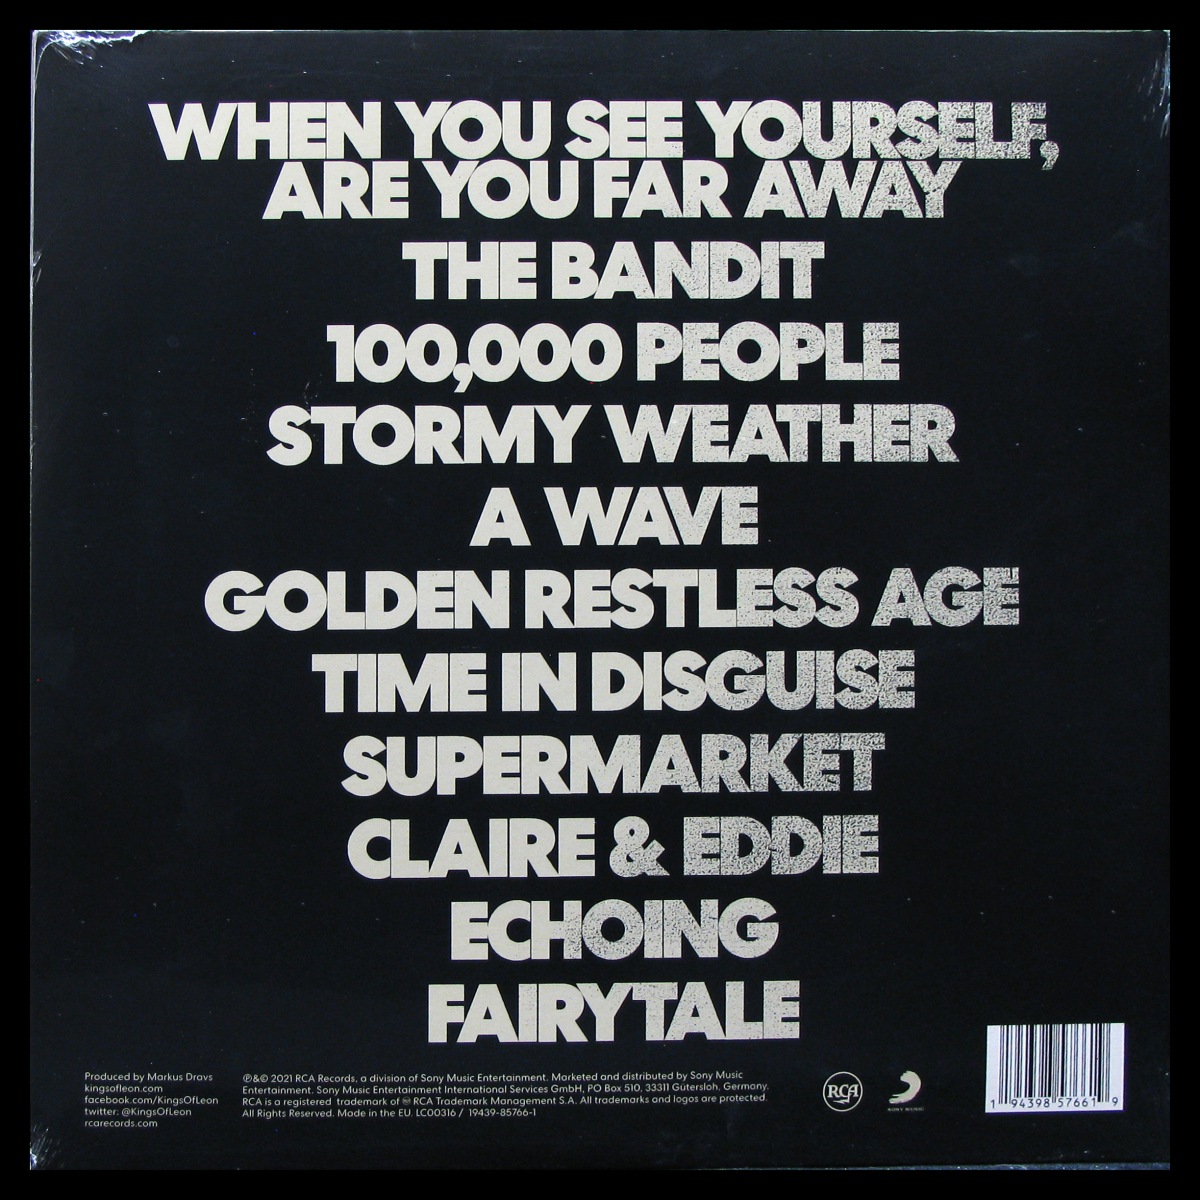 WHEN YOU SEE YOURSELF,
ARE YOU FAR AWAY
THE BANDIT
100,000 PEOPLE
STORMY WEATHER
A WAVE
GOLDEN RESTLESS AGE
TIME IN DISGUISE
SUPERMARKET
CLAIRE & EDDIE
ECHOING
FAIRYTALE
Produced by Markus Dravs
kingsofleon.com
facebook.com/KingsOfLeon
twitter: @KingsOfLeon
rcarecords.com
℗&© 2021 RCA Records, a division of Sony Music Entertainment. Marketed and distributed by Sony Music
Entertainment. Sony Music Entertainment International Services GmbH, PO Box 510, 33311 Gütersloh, Germany.
RCA is a registered trademark of RCA Trademark Management S.A. All trademarks and logos are protected.
All Rights Reserved. Made in the EU. LC00316 / 19439-85766-1
RCA
SONY MUSIC
1 94398 57661 9